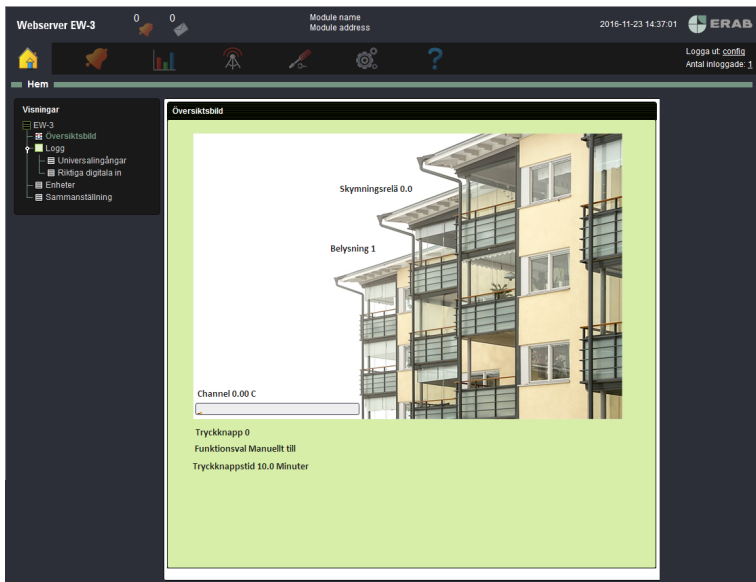 Webserver EW-3
0
0
Module name
Module address
2016-11-23 14:37:01
ERAB
Logga ut: config
Antal inloggade: 1
Hem
Visningar
EW-3
Översiktsbild
Logg
Universalingångar
Riktiga digitala in
Enheter
Sammanställning
Översiktsbild
Skymningsrelä 0.0
Belysning 1
Channel 0.00 C
Tryckknapp 0
Funktionsval Manuellt till
Tryckknappstid 10.0 Minuter